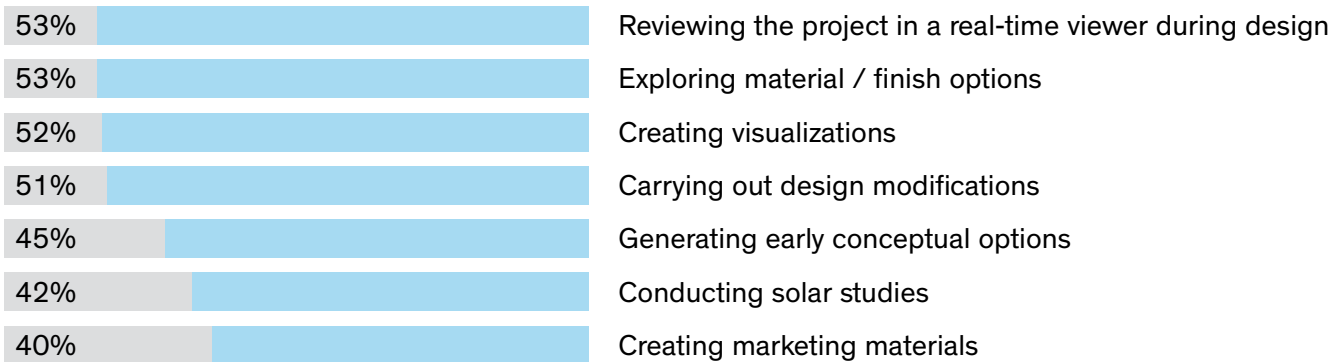 53% Reviewing the project in a real-time viewer during design
53% Exploring material / finish options
52% Creating visualizations
51% Carrying out design modifications
45% Generating early conceptual options
42% Conducting solar studies
40% Creating marketing materials